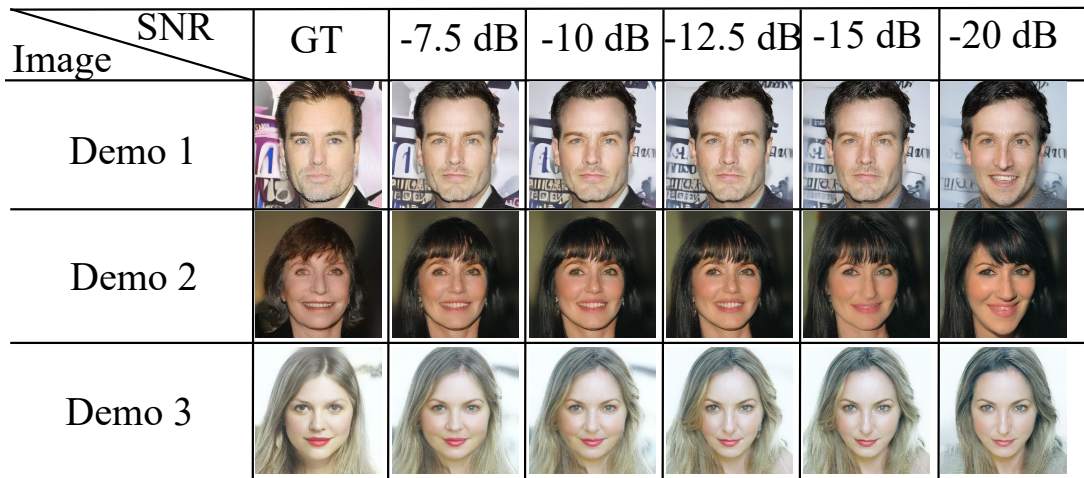 SNR
Image
GT
-7.5 dB
-10 dB
-12.5 dB
-15 dB
-20 dB
Demo 1
Demo 2
Demo 3